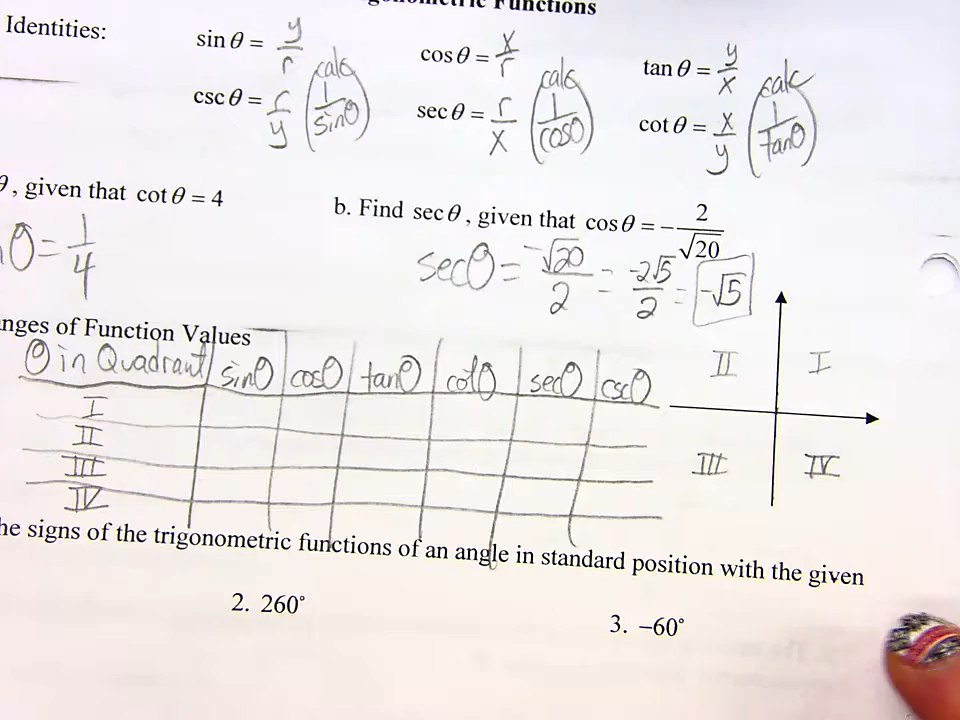 Functions
Identities: sin θ = y/r cos θ = x/r tan θ = y/x
csc θ = r/y (calc 1/sinθ) sec θ = r/x (calc 1/cosθ) cot θ = x/y (calc 1/tanθ)
θ, given that cot θ = 4
θ = 1/4
b. Find sec θ, given that cos θ = -2/√20
secθ = -√20/2 = -2√5/2 = -√5
nges of Function Values
θ in Quadrant sinθ cosθ tanθ cotθ secθ cscθ
I
II
III
IV
II I
III IV
he signs of the trigonometric functions of an angle in standard position with the given
2. 260°
3. −60°